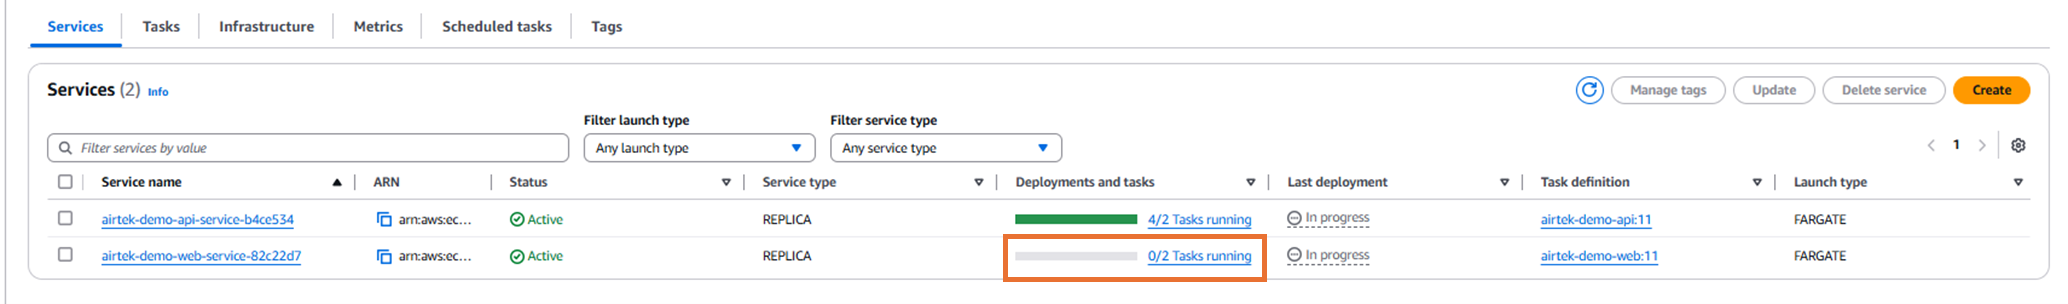 Services Tasks Infrastructure Metrics Scheduled tasks Tags
Services (2) Info Manage tags Update Delete service Create
Filter launch type Filter service type
Filter services by value Any launch type Any service type 1
Service name ARN Status Service type Deployments and tasks Last deployment Task definition Launch type
airtek-demo-api-service-b4ce534 arn:aws:ec... Active REPLICA 4/2 Tasks running In progress airtek-demo-api:11 FARGATE
airtek-demo-web-service-82c22d7 arn:aws:ec... Active REPLICA 0/2 Tasks running In progress airtek-demo-web:11 FARGATE